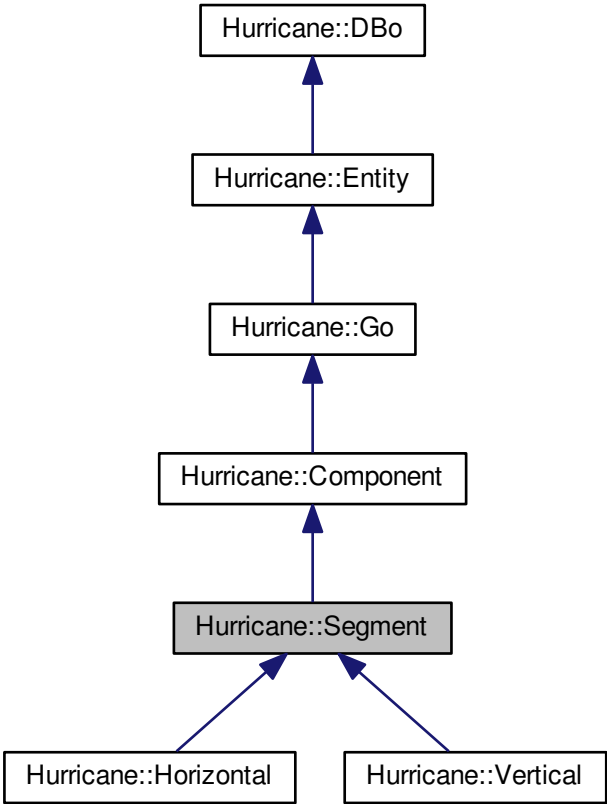 Hurricane::DBo
Hurricane::Entity
Hurricane::Go
Hurricane::Component
Hurricane::Segment
Hurricane::Horizontal
Hurricane::Vertical